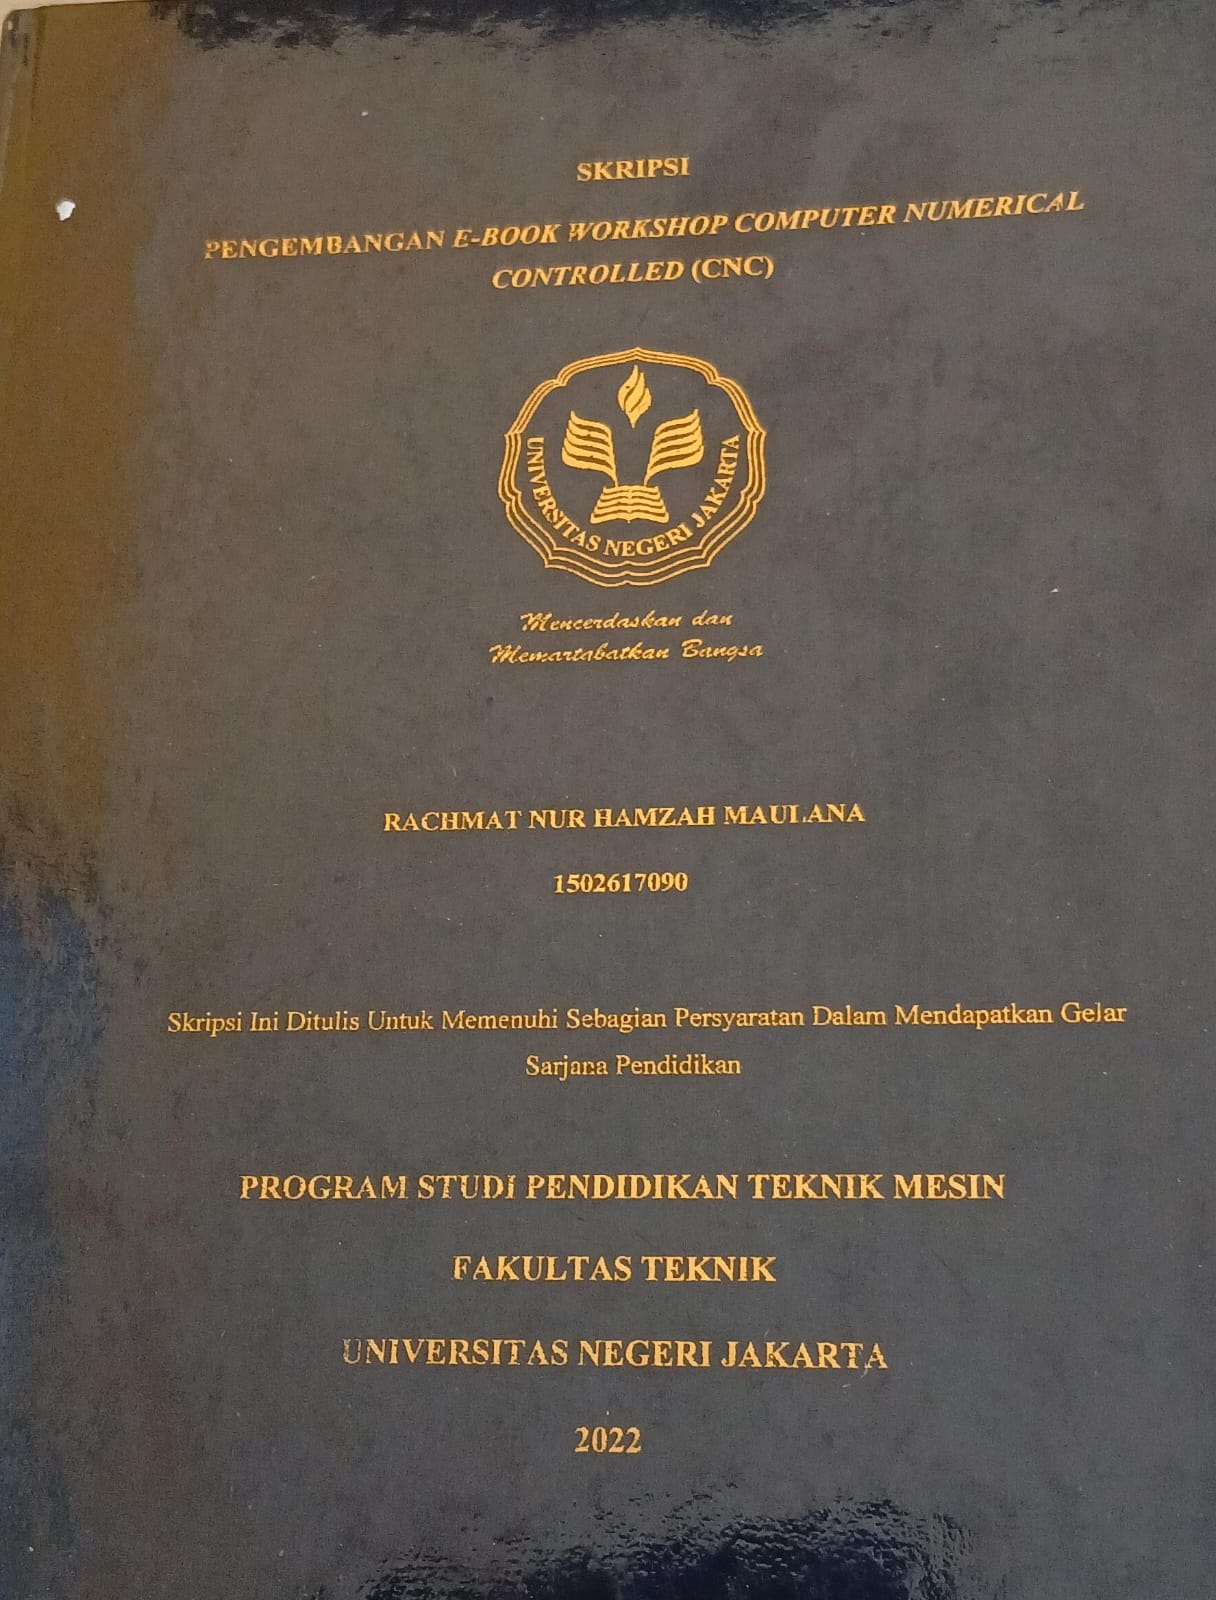 SKRIPSI
PENGEMBANGAN E-BOOK WORKSHOP COMPUTER NUMERICAL
CONTROLLED (CNC)
UNIVERSITAS NEGERI JAKARTA
Mencerdaskan dan
Memartabatkan Bangsa
RACHMAT NUR HAMZAH MAULANA
1502617090
Skripsi Ini Ditulis Untuk Memenuhi Sebagian Persyaratan Dalam Mendapatkan Gelar
Sarjana Pendidikan
PROGRAM STUDI PENDIDIKAN TEKNIK MESIN
FAKULTAS TEKNIK
UNIVERSITAS NEGERI JAKARTA
2022